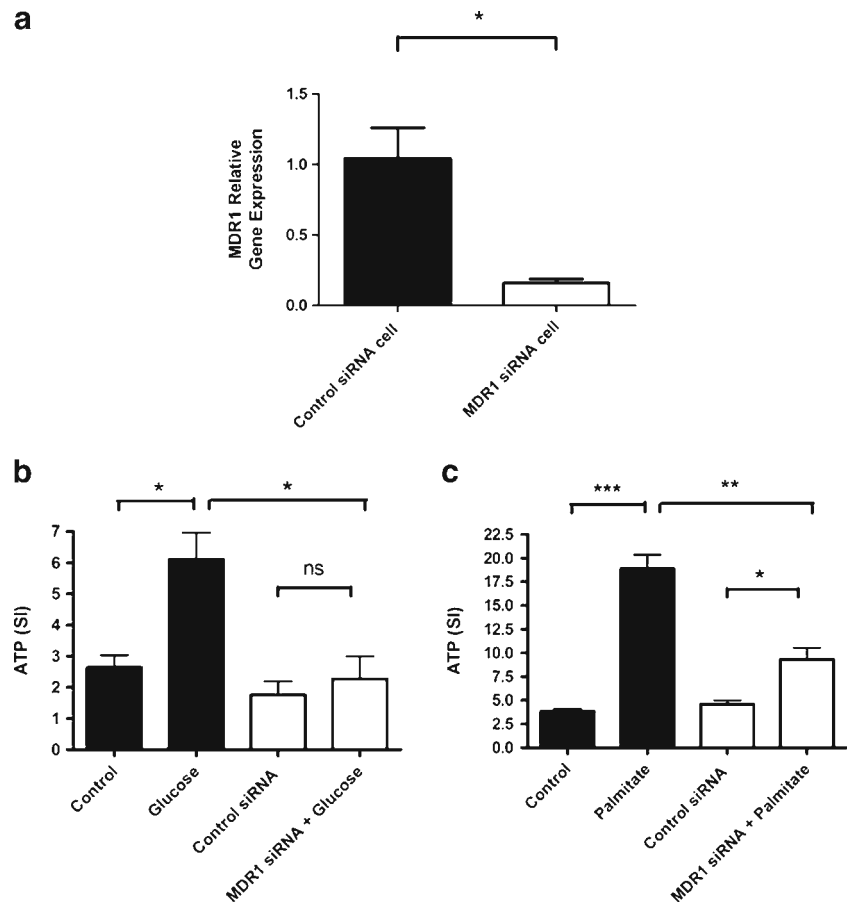 a
*
MDR1 Relative
Gene Expression
1.5
1.0
0.5
0.0
Control siRNA cell
MDR1 siRNA cell
b
*
*
ns
ATP (SI)
7
6
5
4
3
2
1
0
Control
Glucose
Control siRNA
MDR1 siRNA + Glucose
c
***
**
*
ATP (SI)
22.5
20.0
17.5
15.0
12.5
10.0
7.5
5.0
2.5
0.0
Control
Palmitate
Control siRNA
MDR1 siRNA + Palmitate